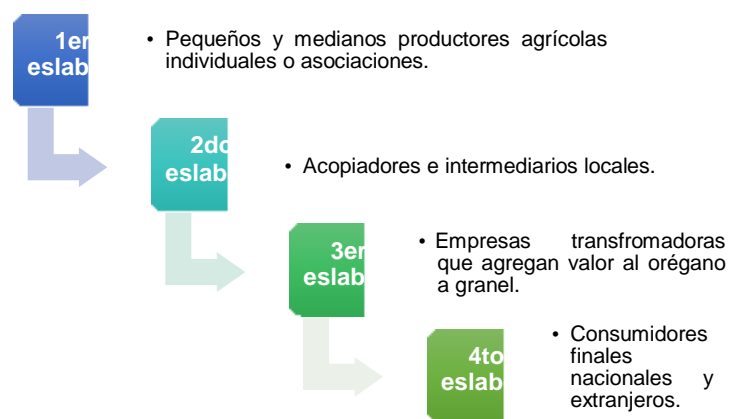 1er
eslab
• Pequeños y medianos productores agrícolas
individuales o asociaciones.
2do
eslab
• Acopiadores e intermediarios locales.
3er
eslab
• Empresas transfromadoras
que agregan valor al orégano
a granel.
4to
eslab
• Consumidores
finales
nacionales y
extranjeros.